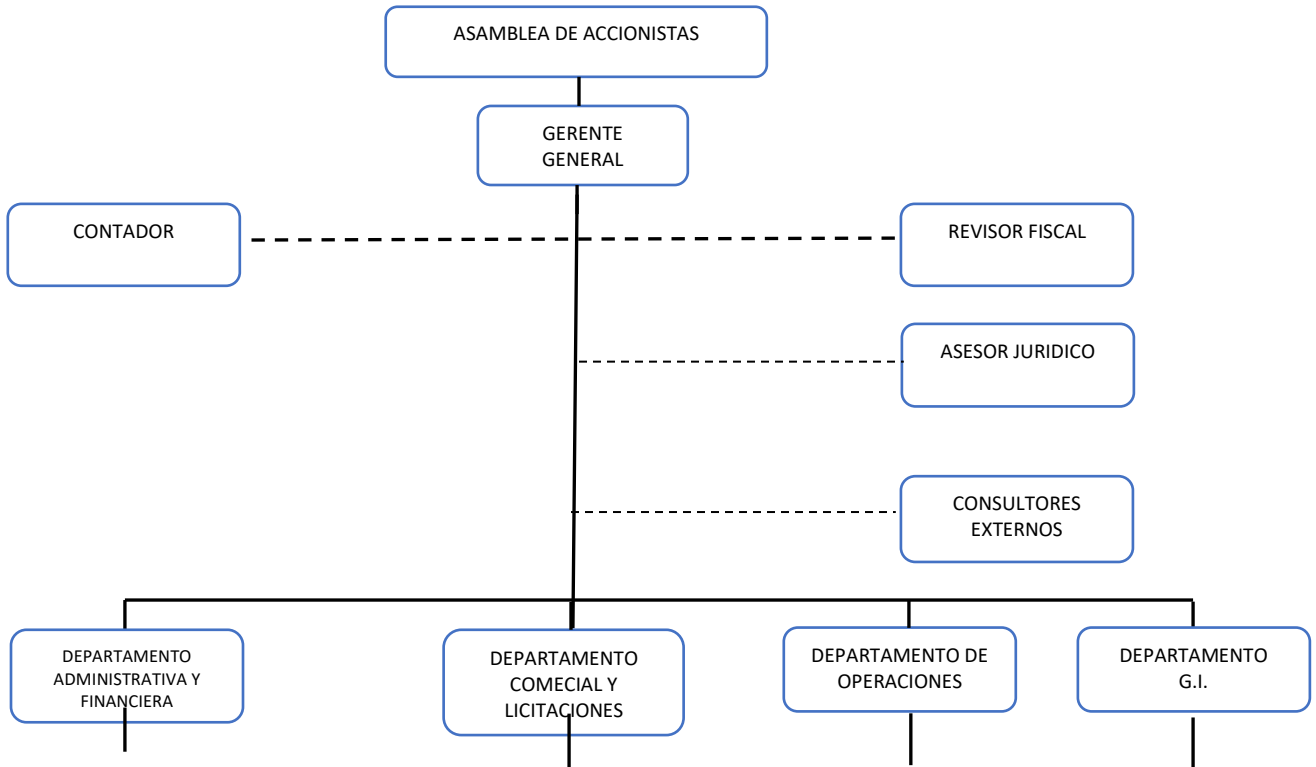 ASAMBLEA DE ACCIONISTAS
GERENTE
GENERAL
CONTADOR
REVISOR FISCAL
ASESOR JURIDICO
CONSULTORES
EXTERNOS
DEPARTAMENTO
ADMINISTRATIVA Y
FINANCIERA
DEPARTAMENTO
COMECIAL Y
LICITACIONES
DEPARTAMENTO DE
OPERACIONES
DEPARTAMENTO
G.I.